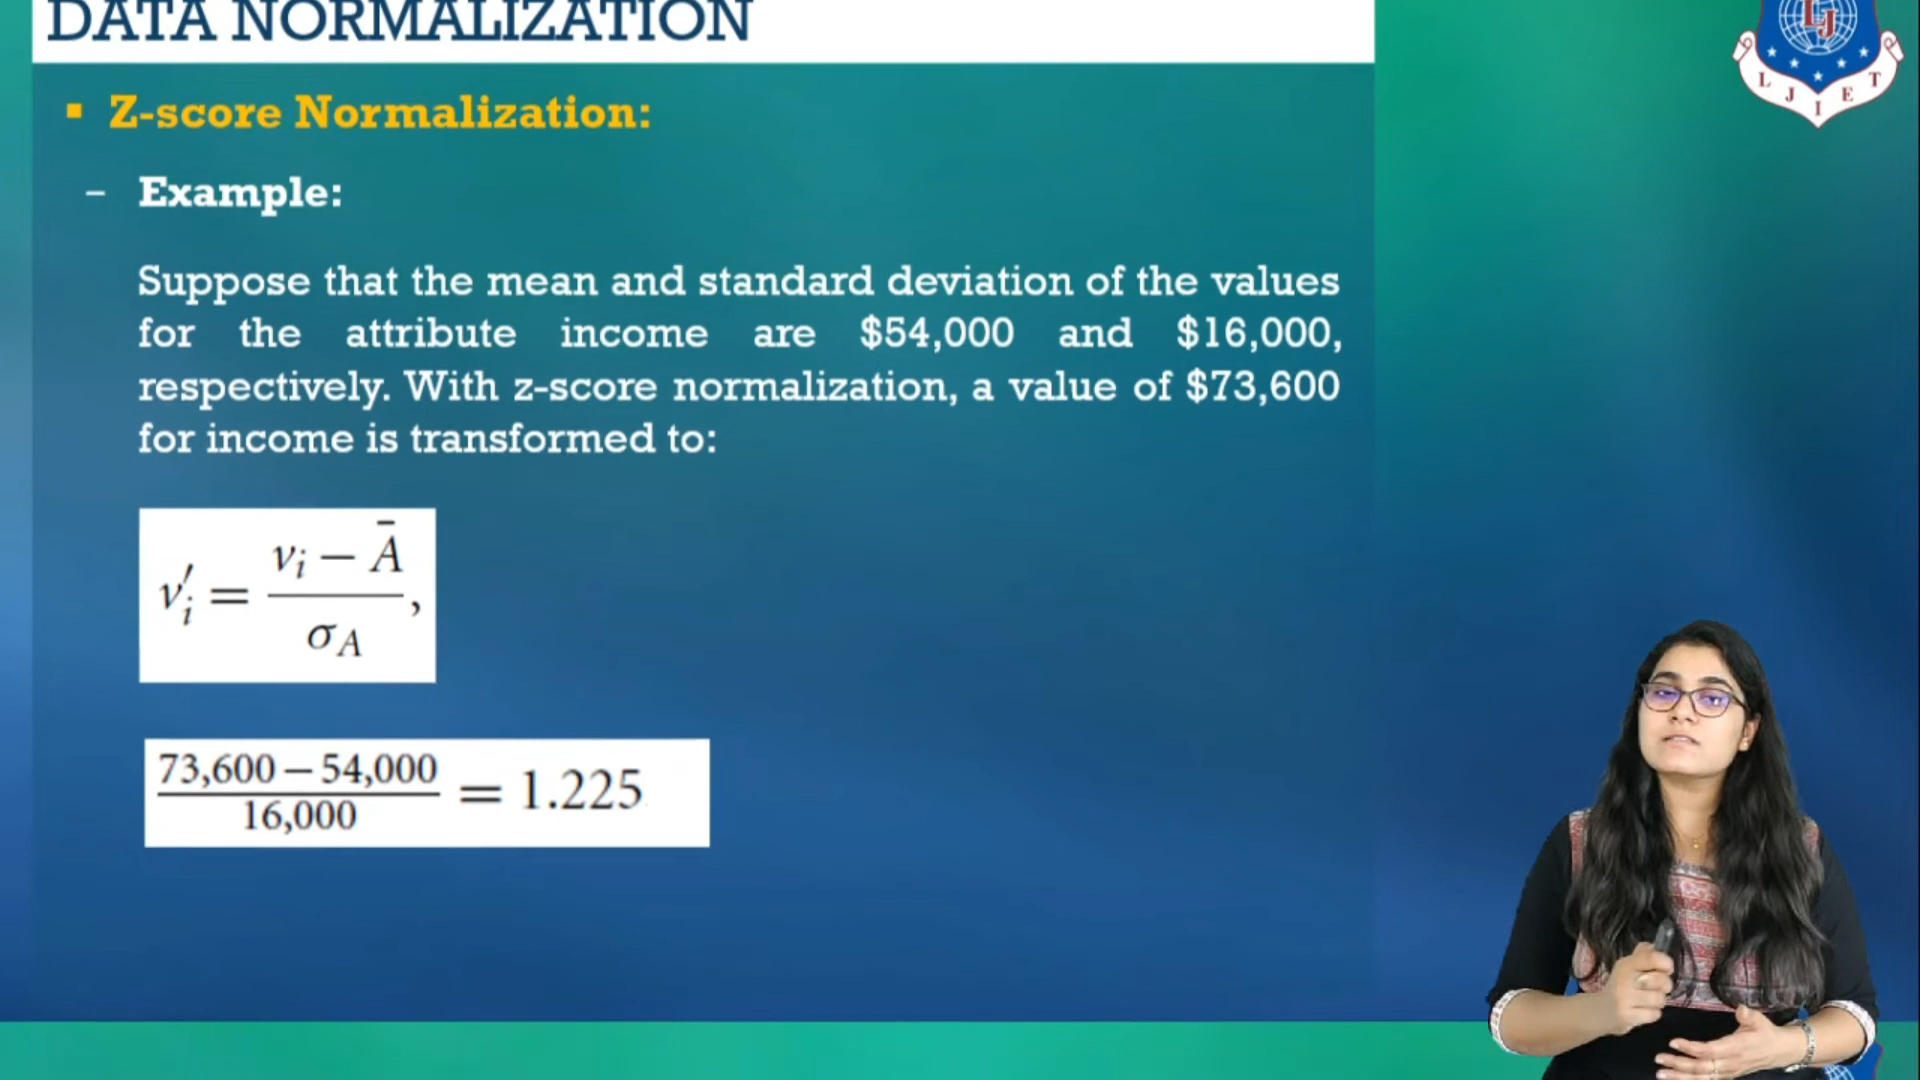 DATA NORMALIZATION
▪ Z-score Normalization:
– Example:
Suppose that the mean and standard deviation of the values
for the attribute income are $54,000 and $16,000,
respectively. With z-score normalization, a value of $73,600
for income is transformed to:
v′ᵢ = (vᵢ − Ā) / σ_A,
(73,600 − 54,000) / 16,000 = 1.225
LJ
L J I E T